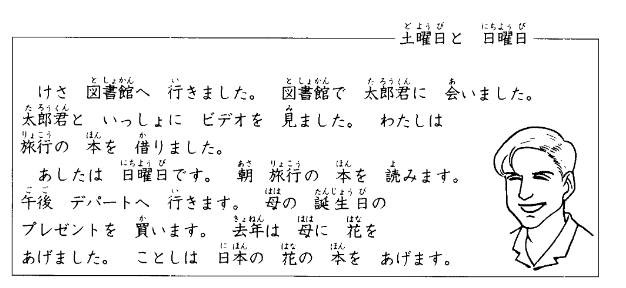 土曜日と 日曜日
けさ 図書館へ 行きました。 図書館で 太郎君に 会いました。
太郎君と いっしょに ビデオを 見ました。 わたしは
旅行の 本を 借りました。
あしたは 日曜日です。 朝 旅行の 本を 読みます。
午後 デパートへ 行きます。 母の 誕生日の
プレゼントを 買います。 去年は 母に 花を
あげました。 ことしは 日本の 花の 本を あげます。